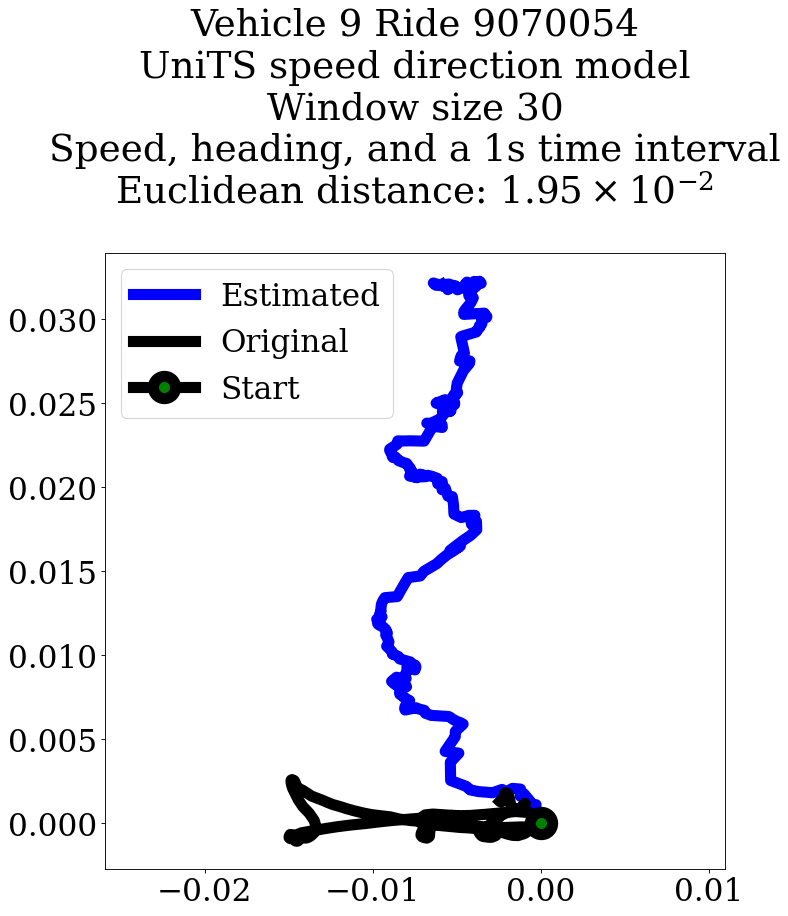 Vehicle 9 Ride 9070054
UniTS speed direction model
Window size 30
Speed, heading, and a 1s time interval
Euclidean distance: 1.95 × 10⁻²
Estimated
Original
Start
0.030
0.025
0.020
0.015
0.010
0.005
0.000
−0.02 −0.01 0.00 0.01